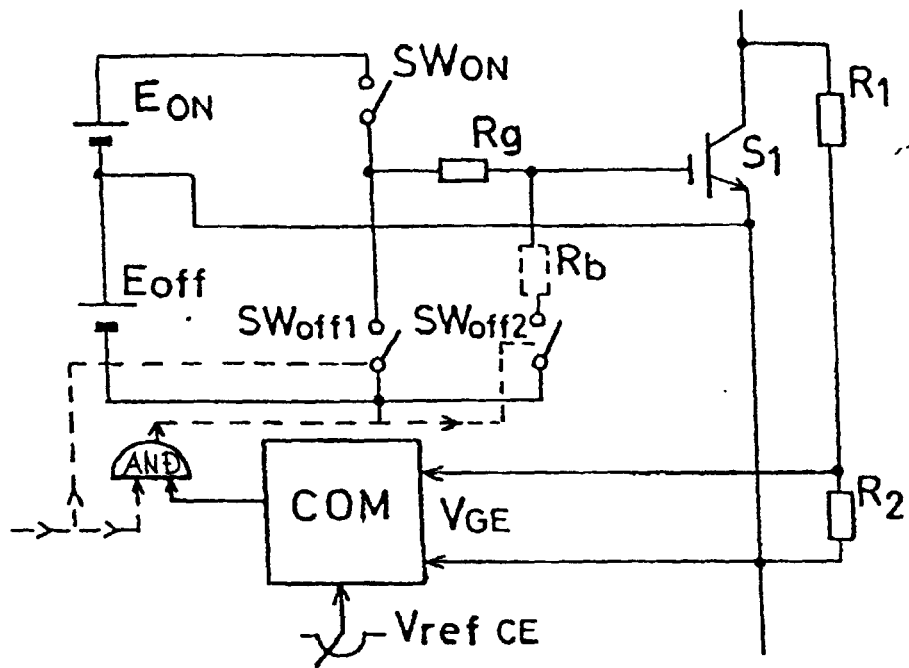 SWON
EON
Rg
R1
S1
Eoff
Rb
SWoff1
SWoff2
AND
COM
VGE
R2
Vref CE